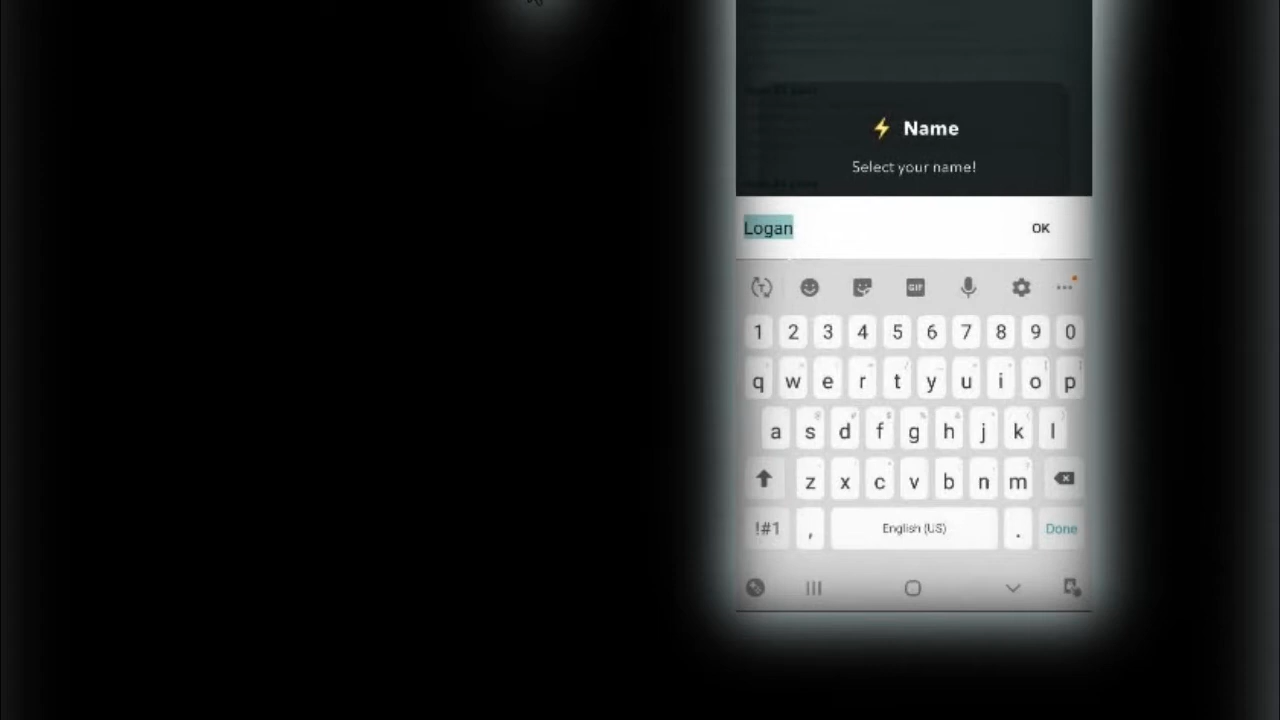 ⚡ Name
Select your name!
Logan
OK
GIF
1 2 3 4 5 6 7 8 9 0
q w e r t y u i o p
a s d f g h j k l
z x c v b n m
!#1 , English (US) . Done